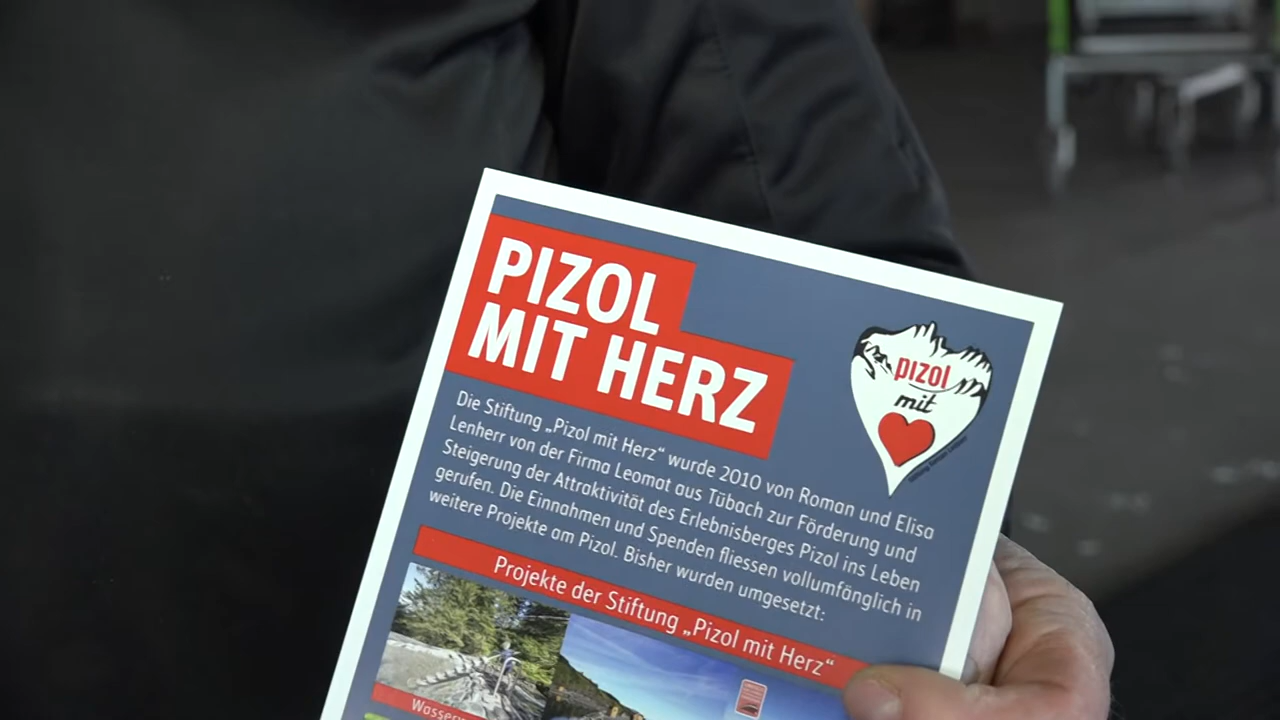 PIZOL
MIT HERZ
pizol
mit
Die Stiftung „Pizol mit Herz“ wurde 2010 von Roman und Elisa
Lenherr von der Firma Leomat aus Tübach zur Förderung und
Steigerung der Attraktivität des Erlebnisberges Pizol ins Leben
gerufen. Die Einnahmen und Spenden fliessen vollumfänglich in
weitere Projekte am Pizol. Bisher wurden umgesetzt:
Projekte der Stiftung „Pizol mit Herz“